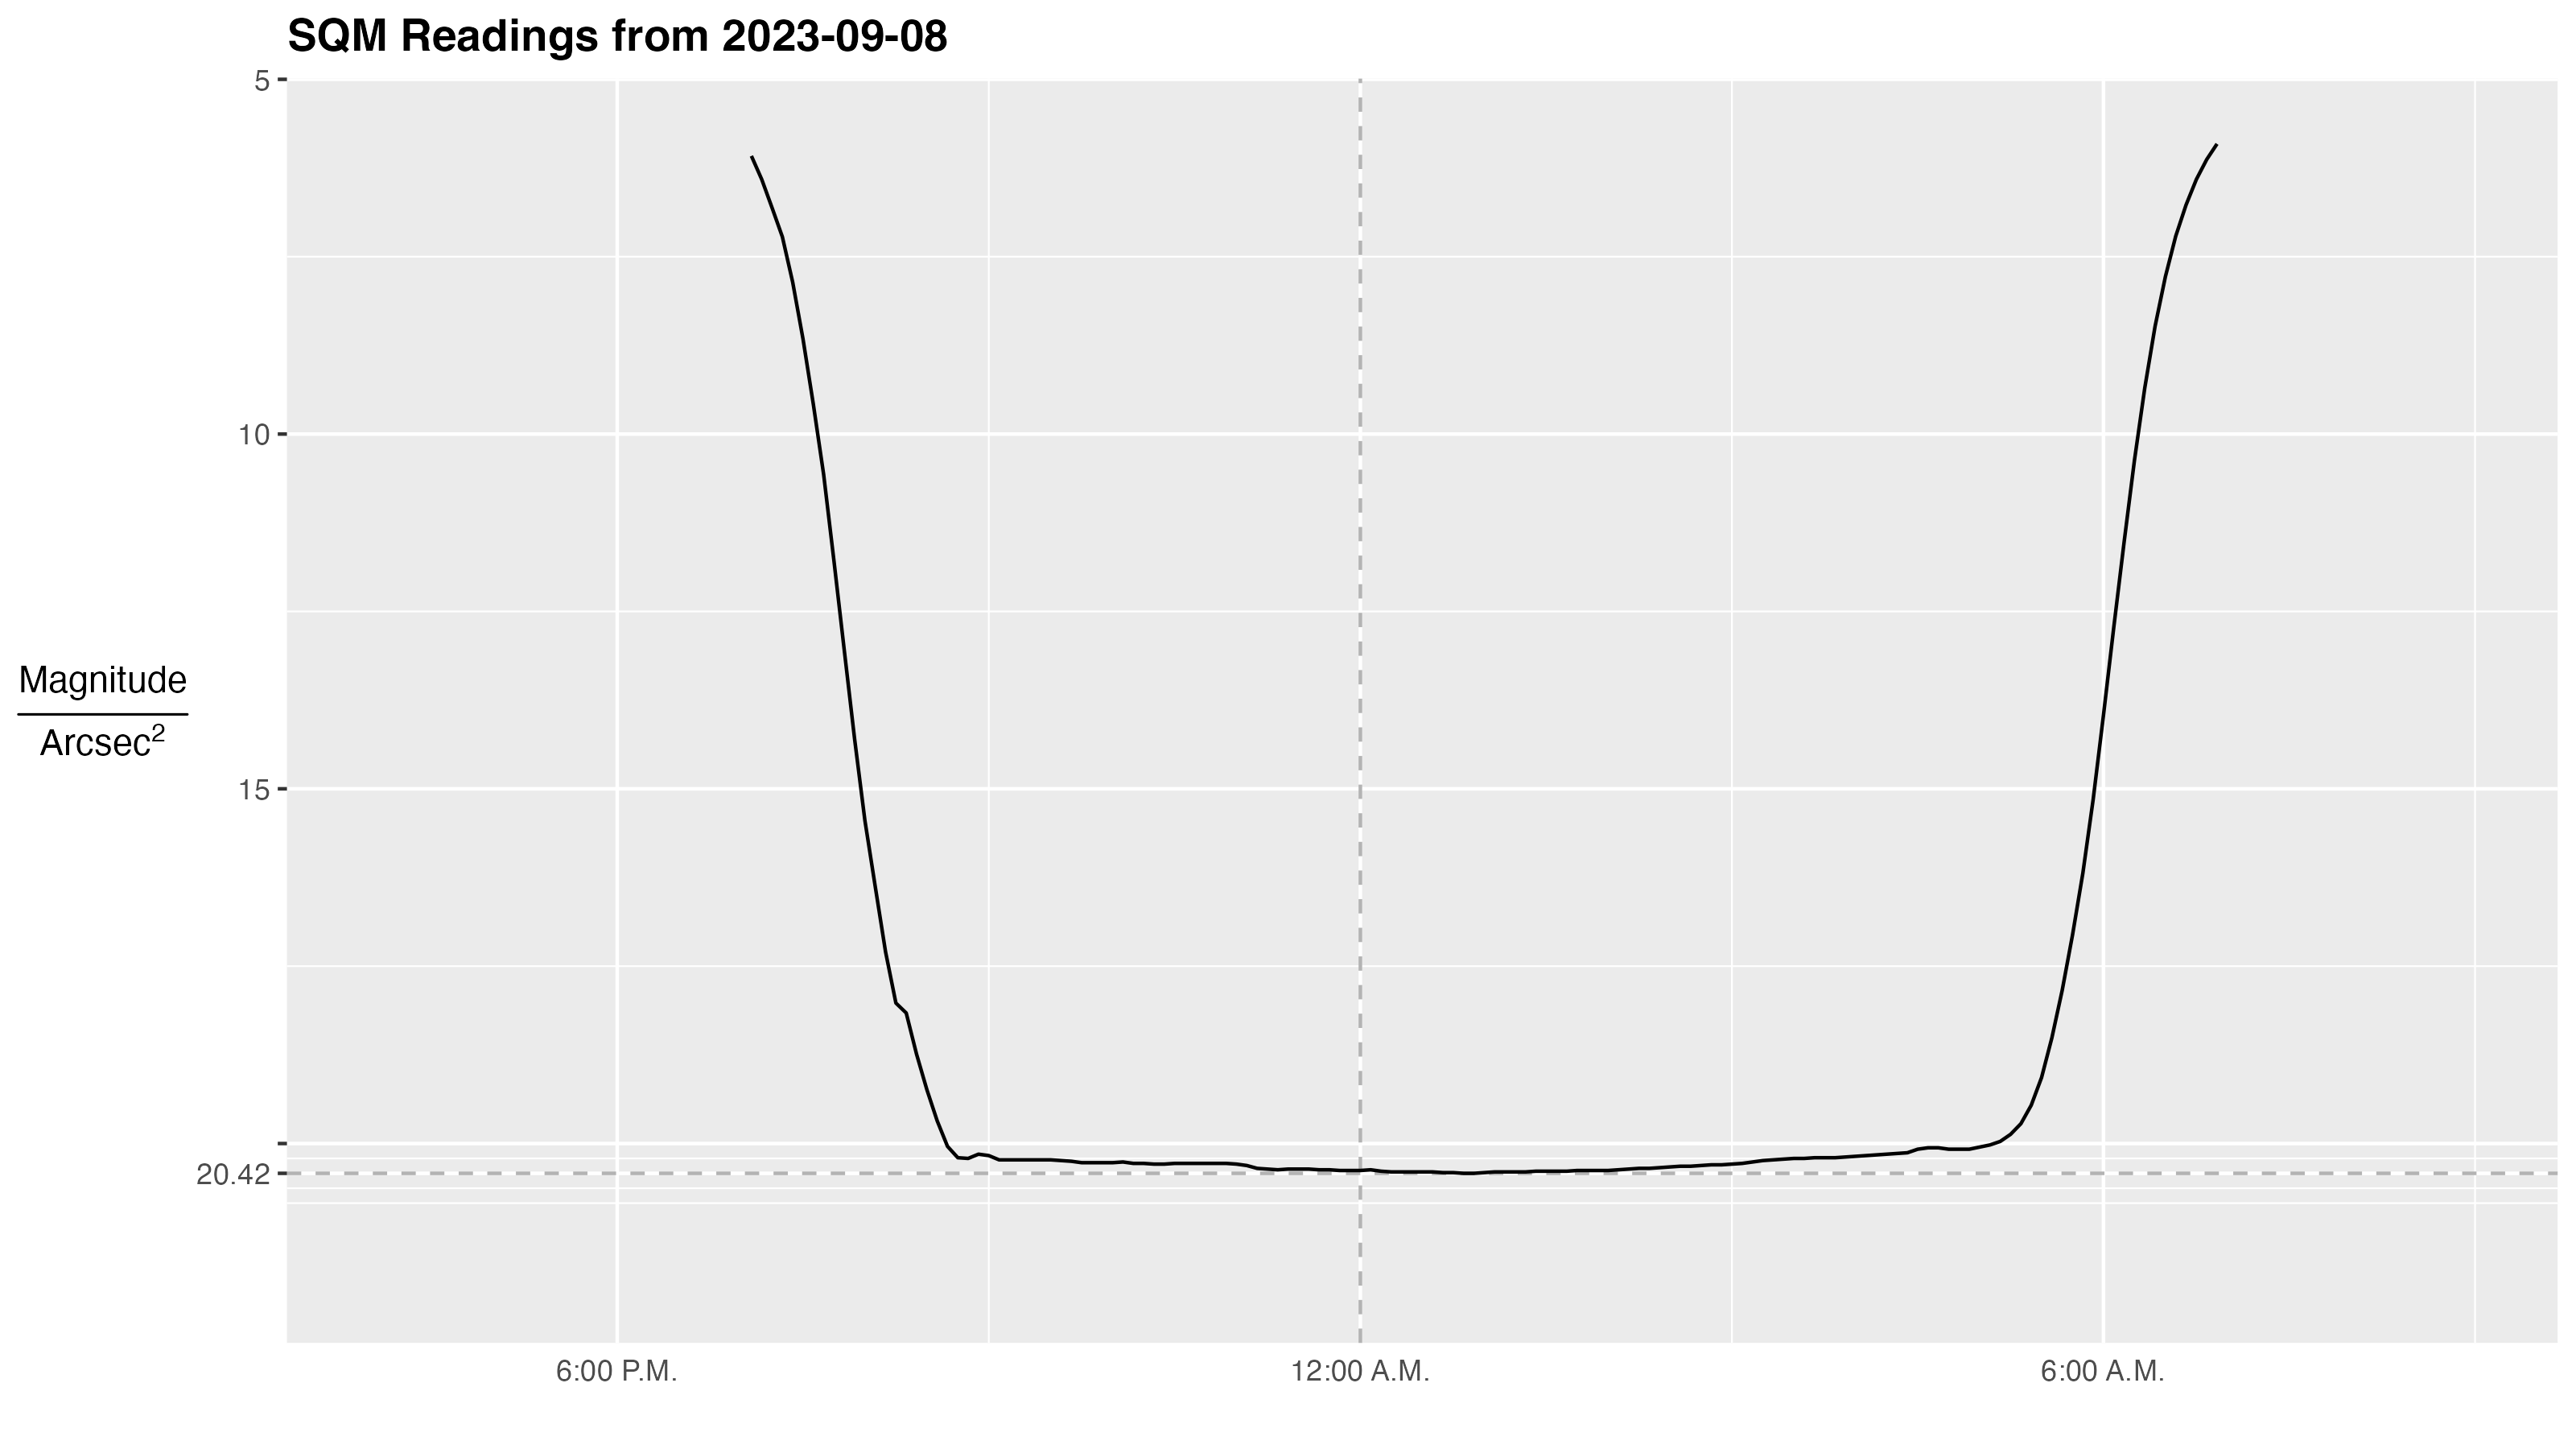 SQM Readings from 2023-09-08
5
10
15
20.42
Magnitude
Arcsec²
6:00 P.M.
12:00 A.M.
6:00 A.M.